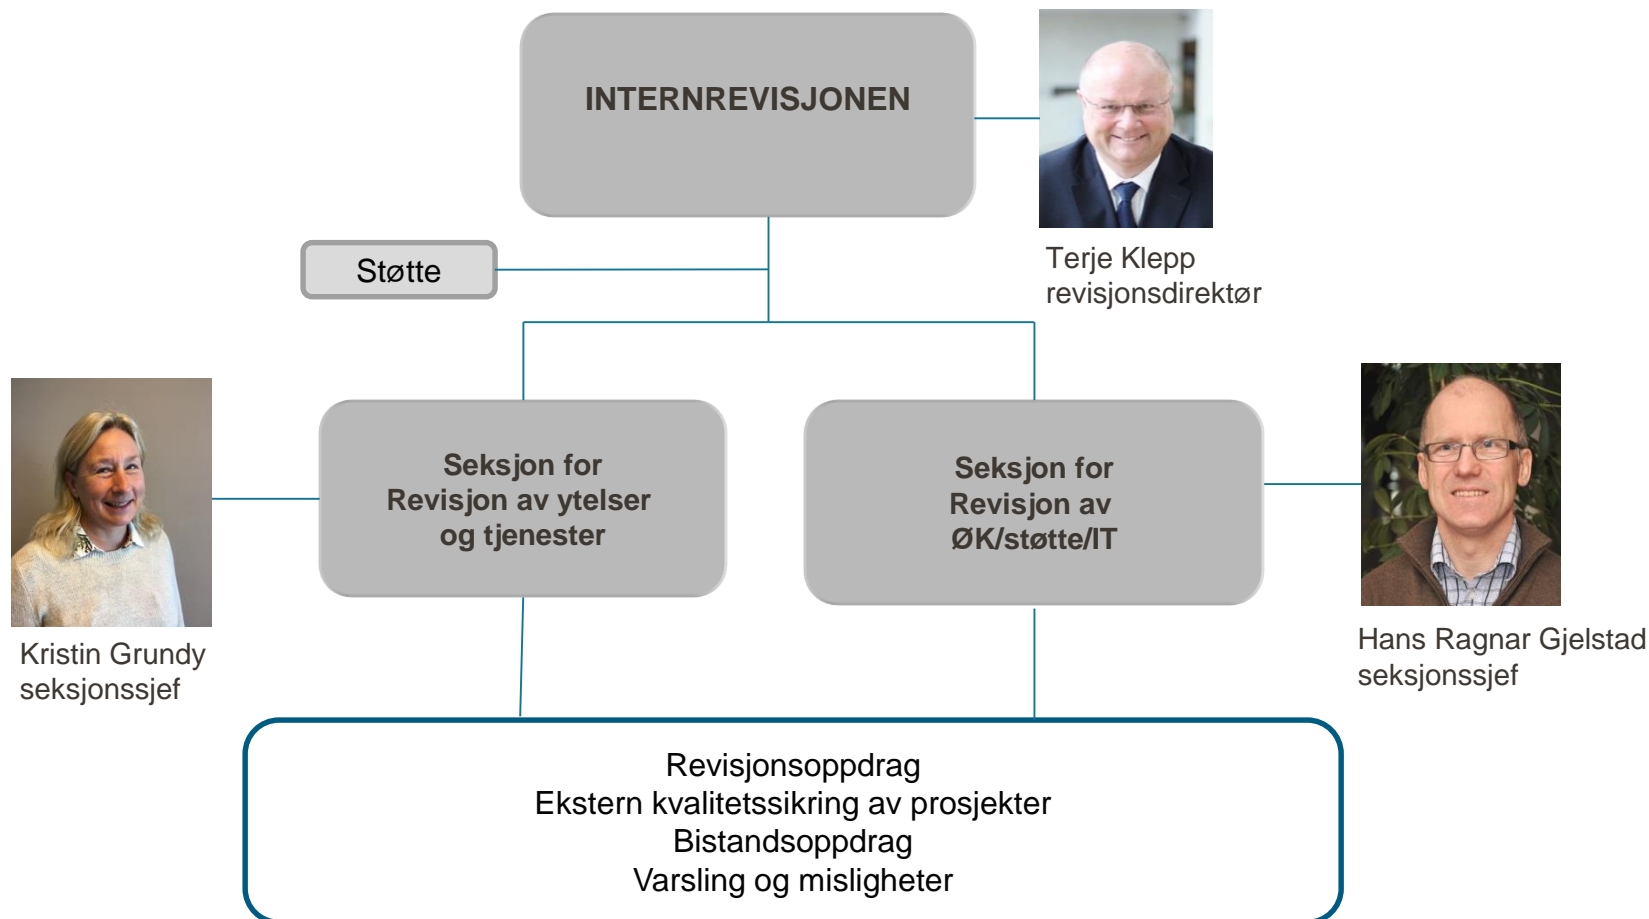 INTERNREVISJONEN
Terje Klepp
revisjonsdirektør
Støtte
Seksjon for
Revisjon av ytelser
og tjenester
Seksjon for
Revisjon av
ØK/støtte/IT
Kristin Grundy
seksjonssjef
Hans Ragnar Gjelstad
seksjonssjef
Revisjonsoppdrag
Ekstern kvalitetssikring av prosjekter
Bistandsoppdrag
Varsling og misligheter